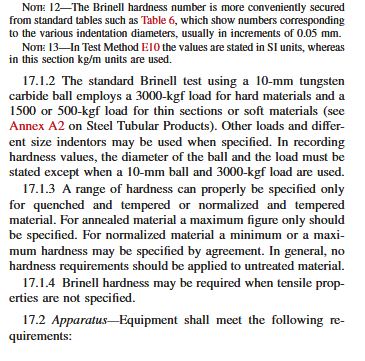 NOTE 12—The Brinell hardness number is more conveniently secured
from standard tables such as Table 6, which show numbers corresponding
to the various indentation diameters, usually in increments of 0.05 mm.
NOTE 13—In Test Method E10 the values are stated in SI units, whereas
in this section kg/m units are used.
17.1.2 The standard Brinell test using a 10-mm tungsten
carbide ball employs a 3000-kgf load for hard materials and a
1500 or 500-kgf load for thin sections or soft materials (see
Annex A2 on Steel Tubular Products). Other loads and differ-
ent size indentors may be used when specified. In recording
hardness values, the diameter of the ball and the load must be
stated except when a 10-mm ball and 3000-kgf load are used.
17.1.3 A range of hardness can properly be specified only
for quenched and tempered or normalized and tempered
material. For annealed material a maximum figure only should
be specified. For normalized material a minimum or a maxi-
mum hardness may be specified by agreement. In general, no
hardness requirements should be applied to untreated material.
17.1.4 Brinell hardness may be required when tensile prop-
erties are not specified.
17.2 Apparatus—Equipment shall meet the following re-
quirements: